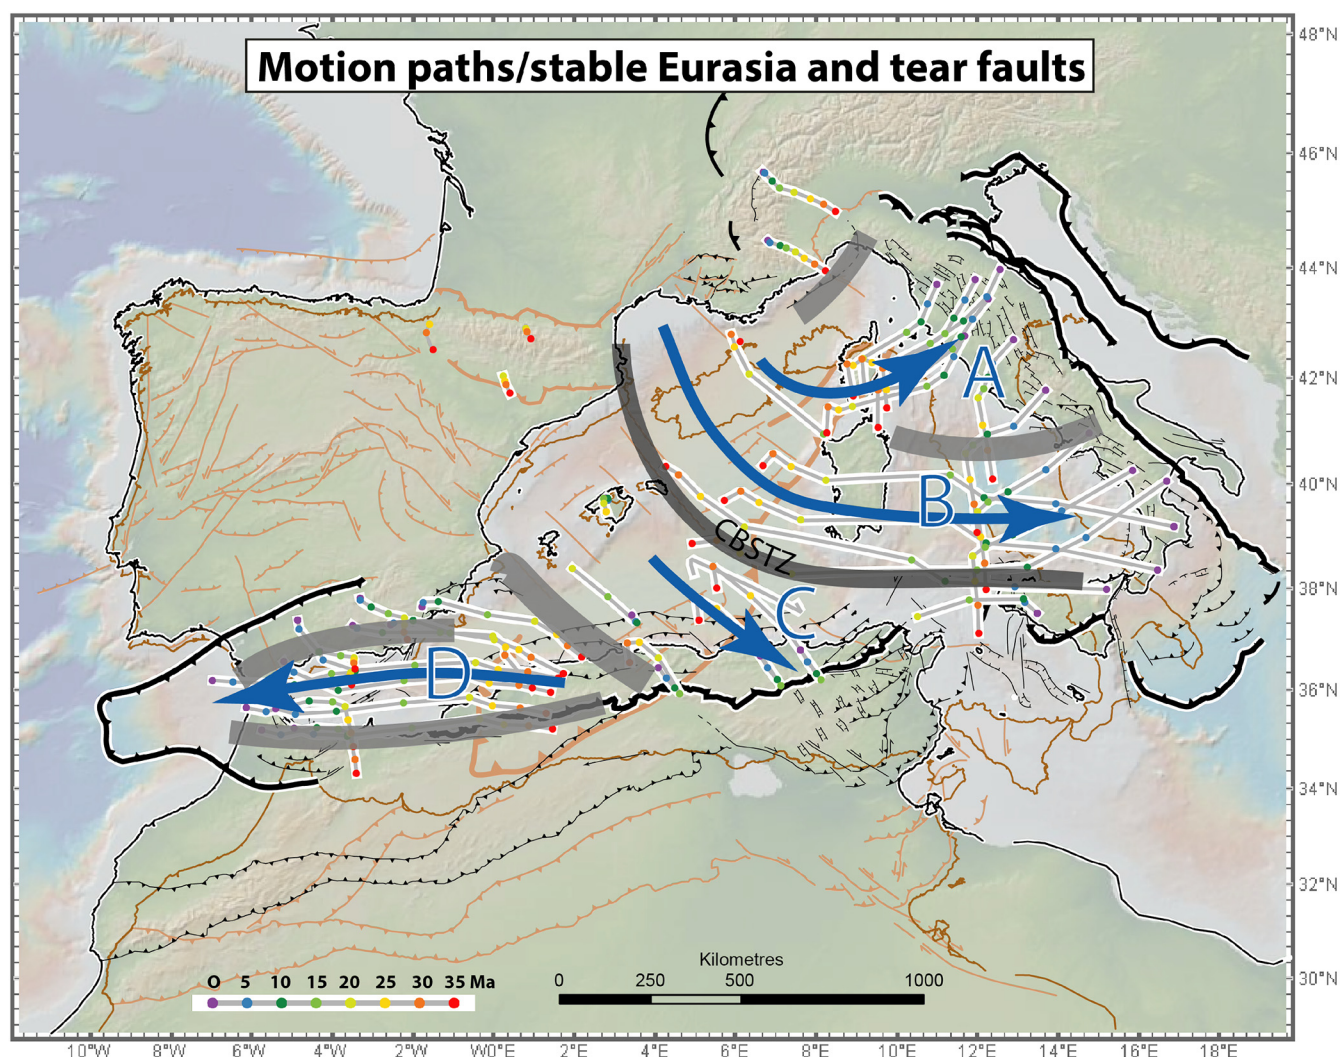 Motion paths/stable Eurasia and tear faults
48°N
46°N
44°N
A
42°N
B
40°N
CBSTZ
38°N
C
D
36°N
34°N
32°N
Kilometres
0 5 10 15 20 25 30 35 Ma
0 250 500 1000
30°N
10°W 8°W 6°W 4°W 2°W W0°E 2°E 4°E 6°E 8°E 10°E 12°E 14°E 16°E 18°E